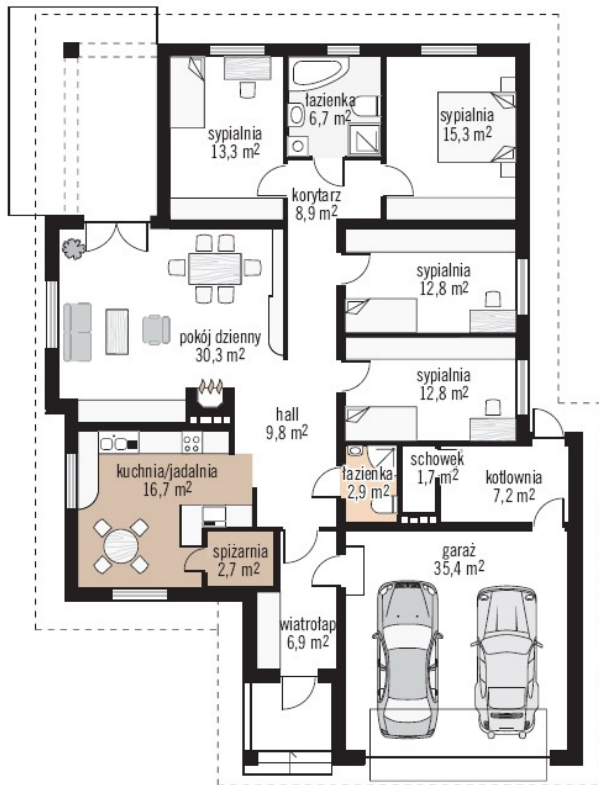 łazienka
6,7 m²
sypialnia
13,3 m²
sypialnia
15,3 m²
korytarz
8,9 m²
sypialnia
12,8 m²
pokój dzienny
30,3 m²
sypialnia
12,8 m²
hall
9,8 m²
kuchnia/jadalnia
16,7 m²
łazienka
2,9 m²
schowek
1,7 m²
kotłownia
7,2 m²
spiżarnia
2,7 m²
garaż
35,4 m²
wiatrołap
6,9 m²